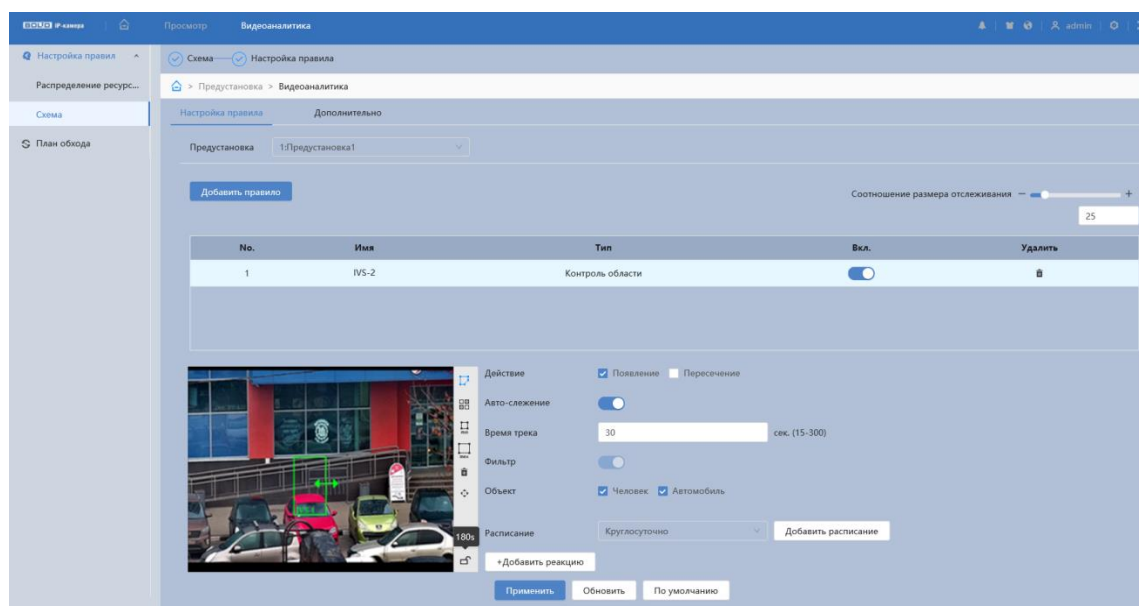 BOLID IP-камера Просмотр Видеоаналитика admin
Настройка правил Схема Настройка правила
Распределение ресурс... > Предустановка > Видеоаналитика
Схема Настройка правила Дополнительно
План обхода Предустановка 1:Предустановка1
Добавить правило Соотношение размера отслеживания − +
25
No. Имя Тип Вкл. Удалить
1 IVS-2 Контроль области
Действие Появление Пересечение
Авто-слежение
Время трека 30 сек. (15-300)
Фильтр
Объект Человек Автомобиль
180s Расписание Круглосуточно Добавить расписание
+Добавить реакцию
Применить Обновить По умолчанию